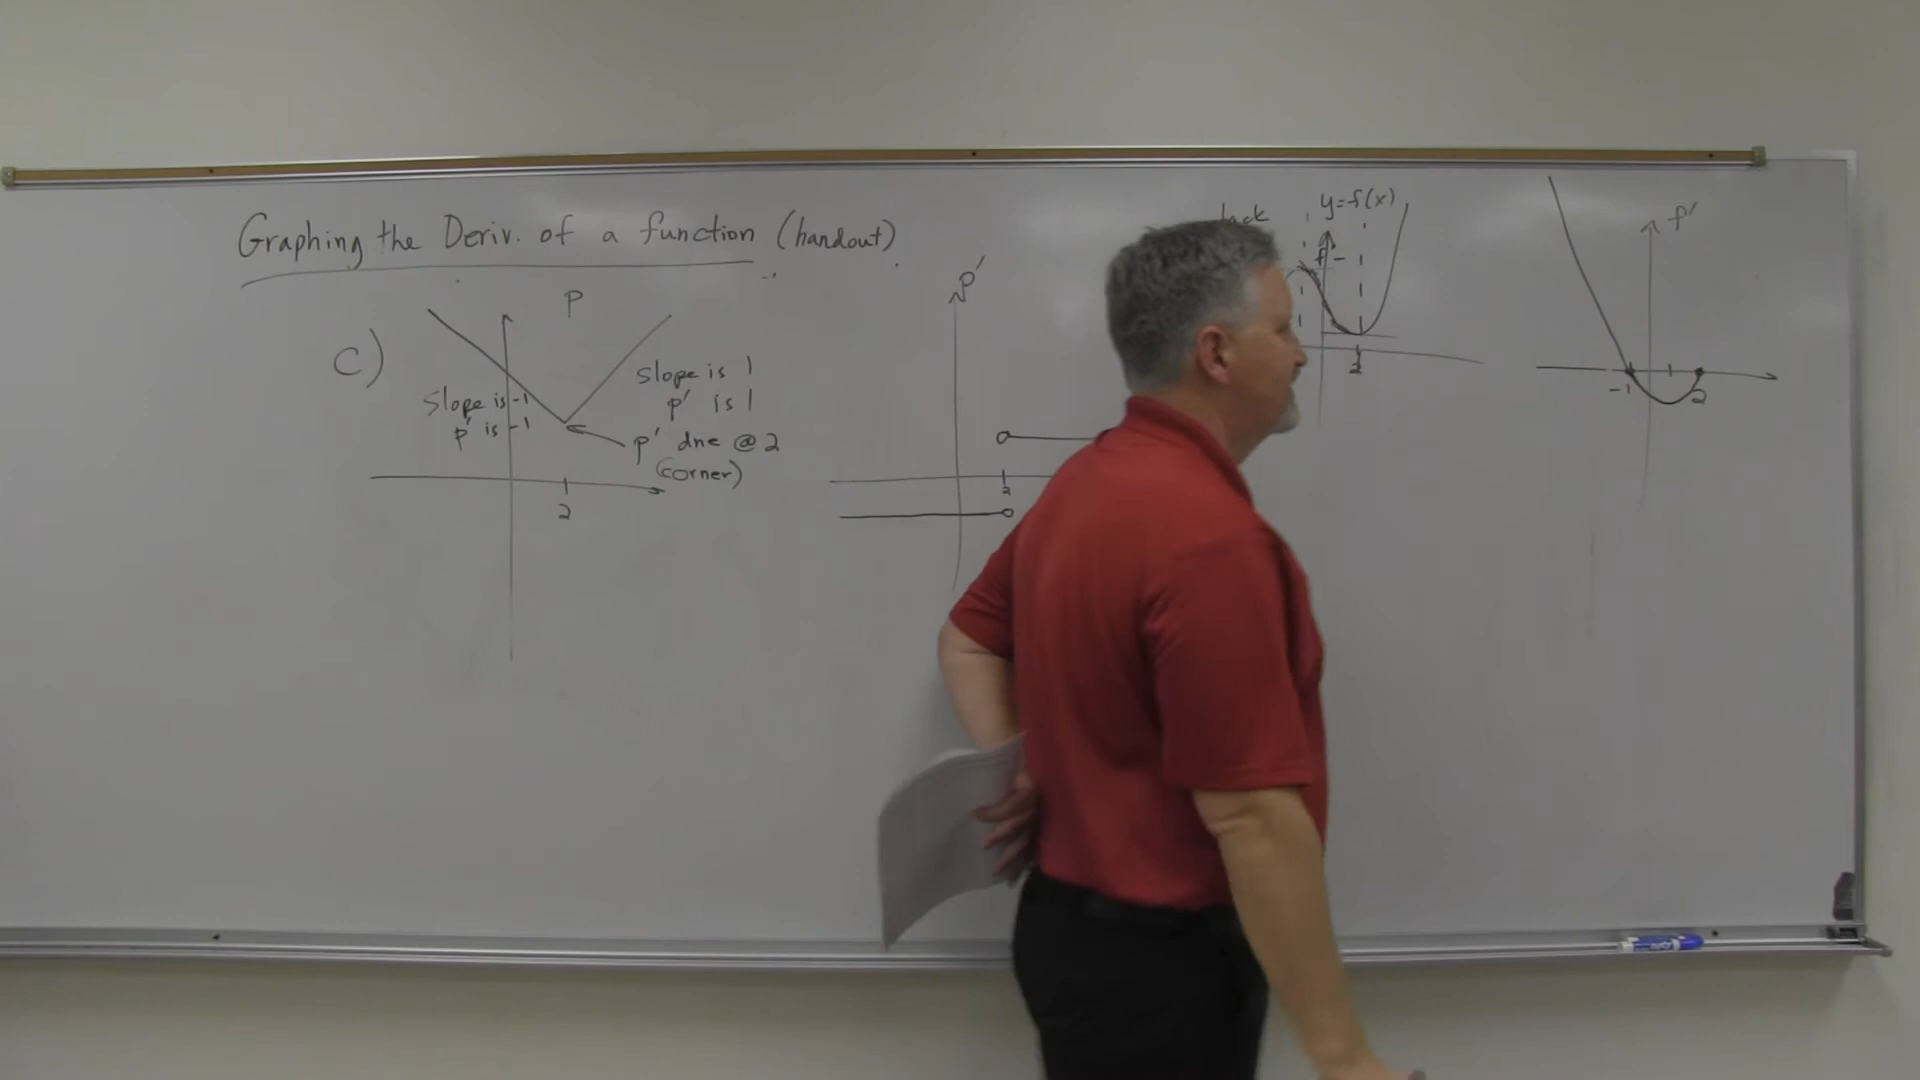 Graphing the Deriv. of a function (handout)
C)
P
Slope is -1
p' is -1
Slope is 1
p' is 1
p' dne @ 2
(corner)
2
p'
2
y=f(x)
2
f'
-1
2